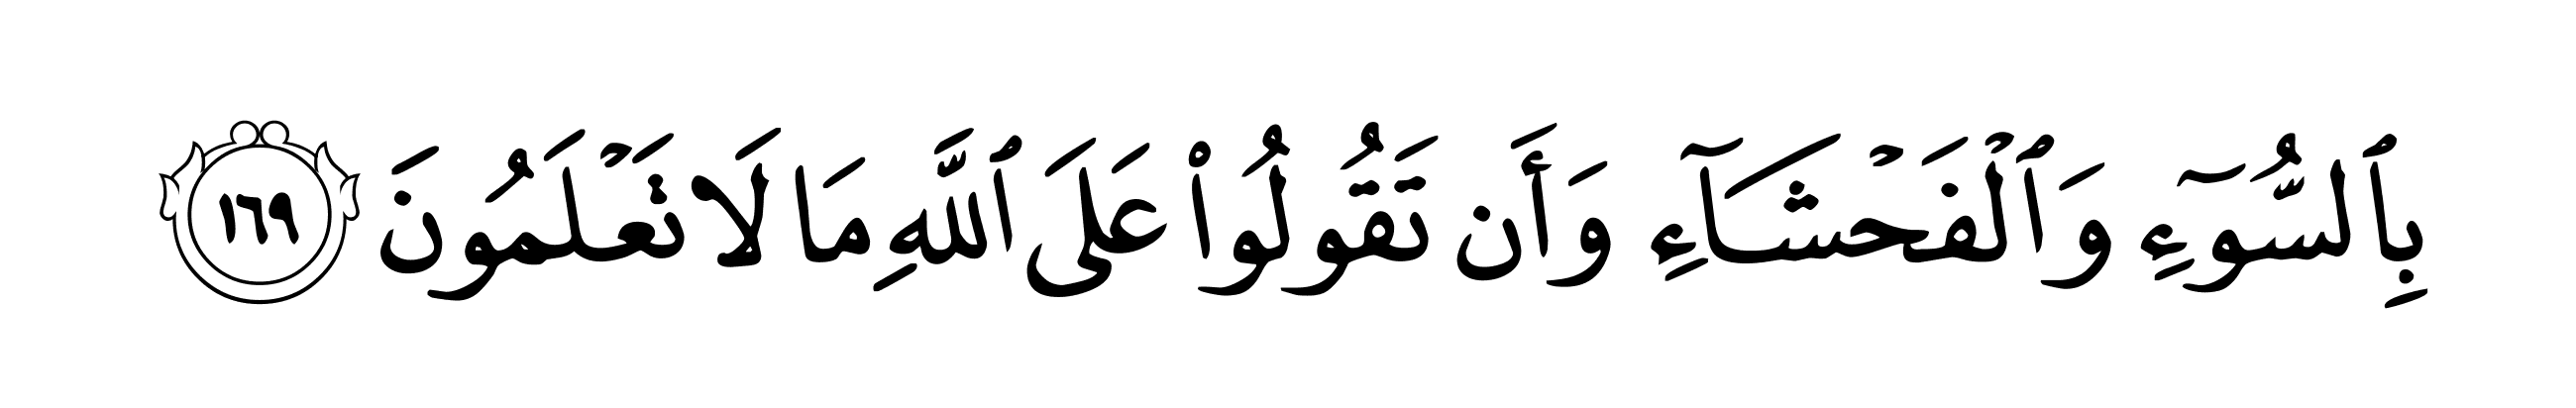 بِٱلسُّوٓءِ وَٱلۡفَحۡشَآءِ وَأَن تَقُولُواْ عَلَى ٱللَّهِ مَا لَا تَعۡلَمُونَ ١٦٩